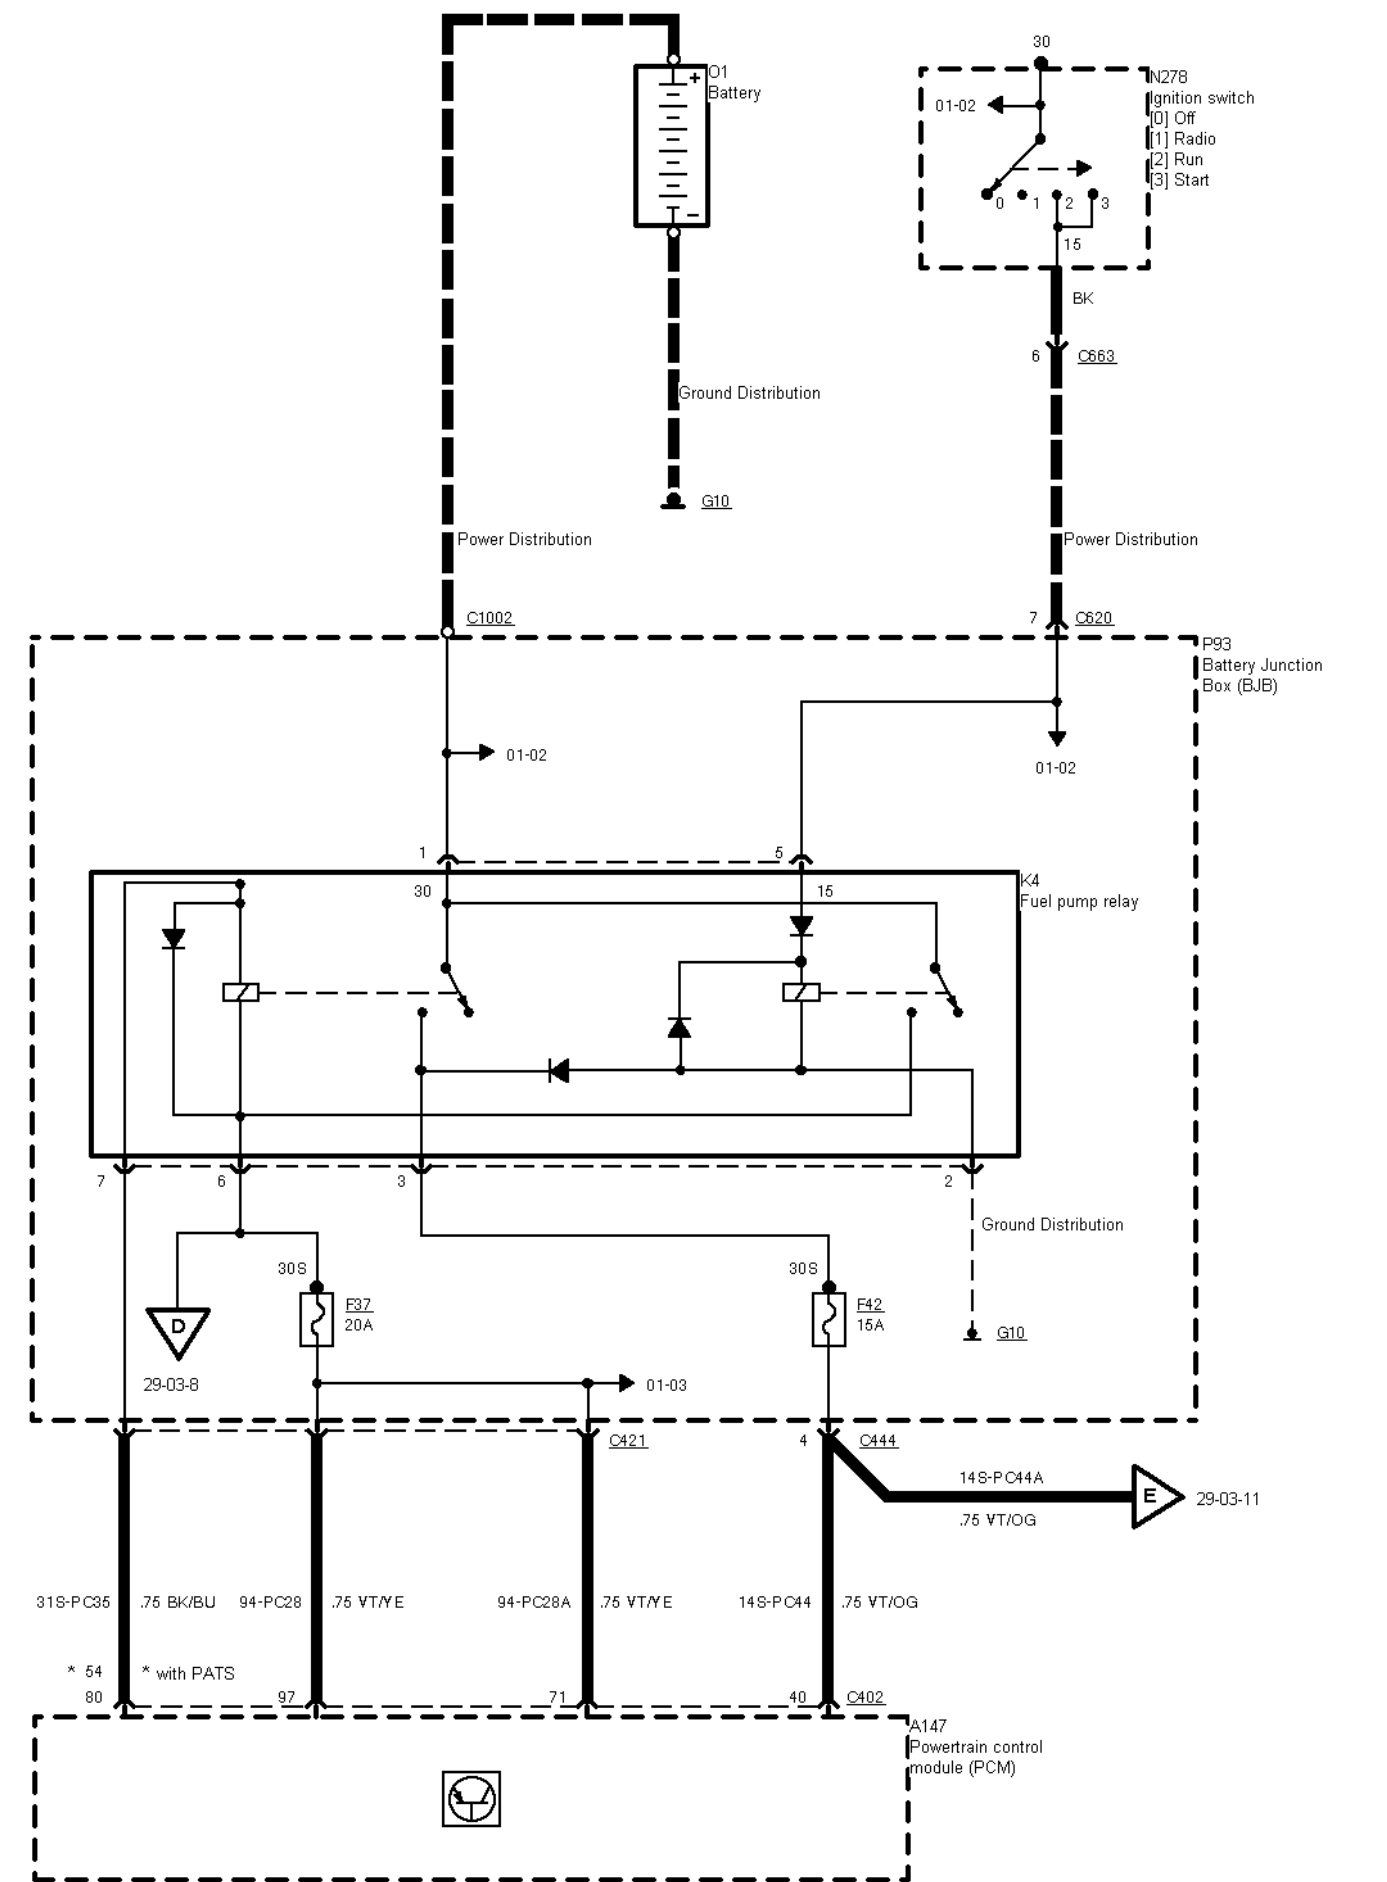 30
+
O1
Battery
–
01-02
N278
Ignition switch
[0] Off
[1] Radio
[2] Run
[3] Start
0
1
2
3
15
BK
6
C663
Ground Distribution
G10
Power Distribution
Power Distribution
C1002
7
C620
P93
Battery Junction
Box (BJB)
01-02
01-02
1
5
30
15
K4
Fuel pump relay
7
6
3
2
Ground Distribution
30S
30S
F37
20A
F42
15A
D
G10
29-03-8
01-03
C421
4
C444
14S-PC44A
E
29-03-11
.75 VT/OG
31S-PC35
.75 BK/BU
94-PC28
.75 VT/YE
94-PC28A
.75 VT/YE
14S-PC44
.75 VT/OG
* 54
* with PATS
80
97
71
40
C402
A147
Powertrain control
module (PCM)